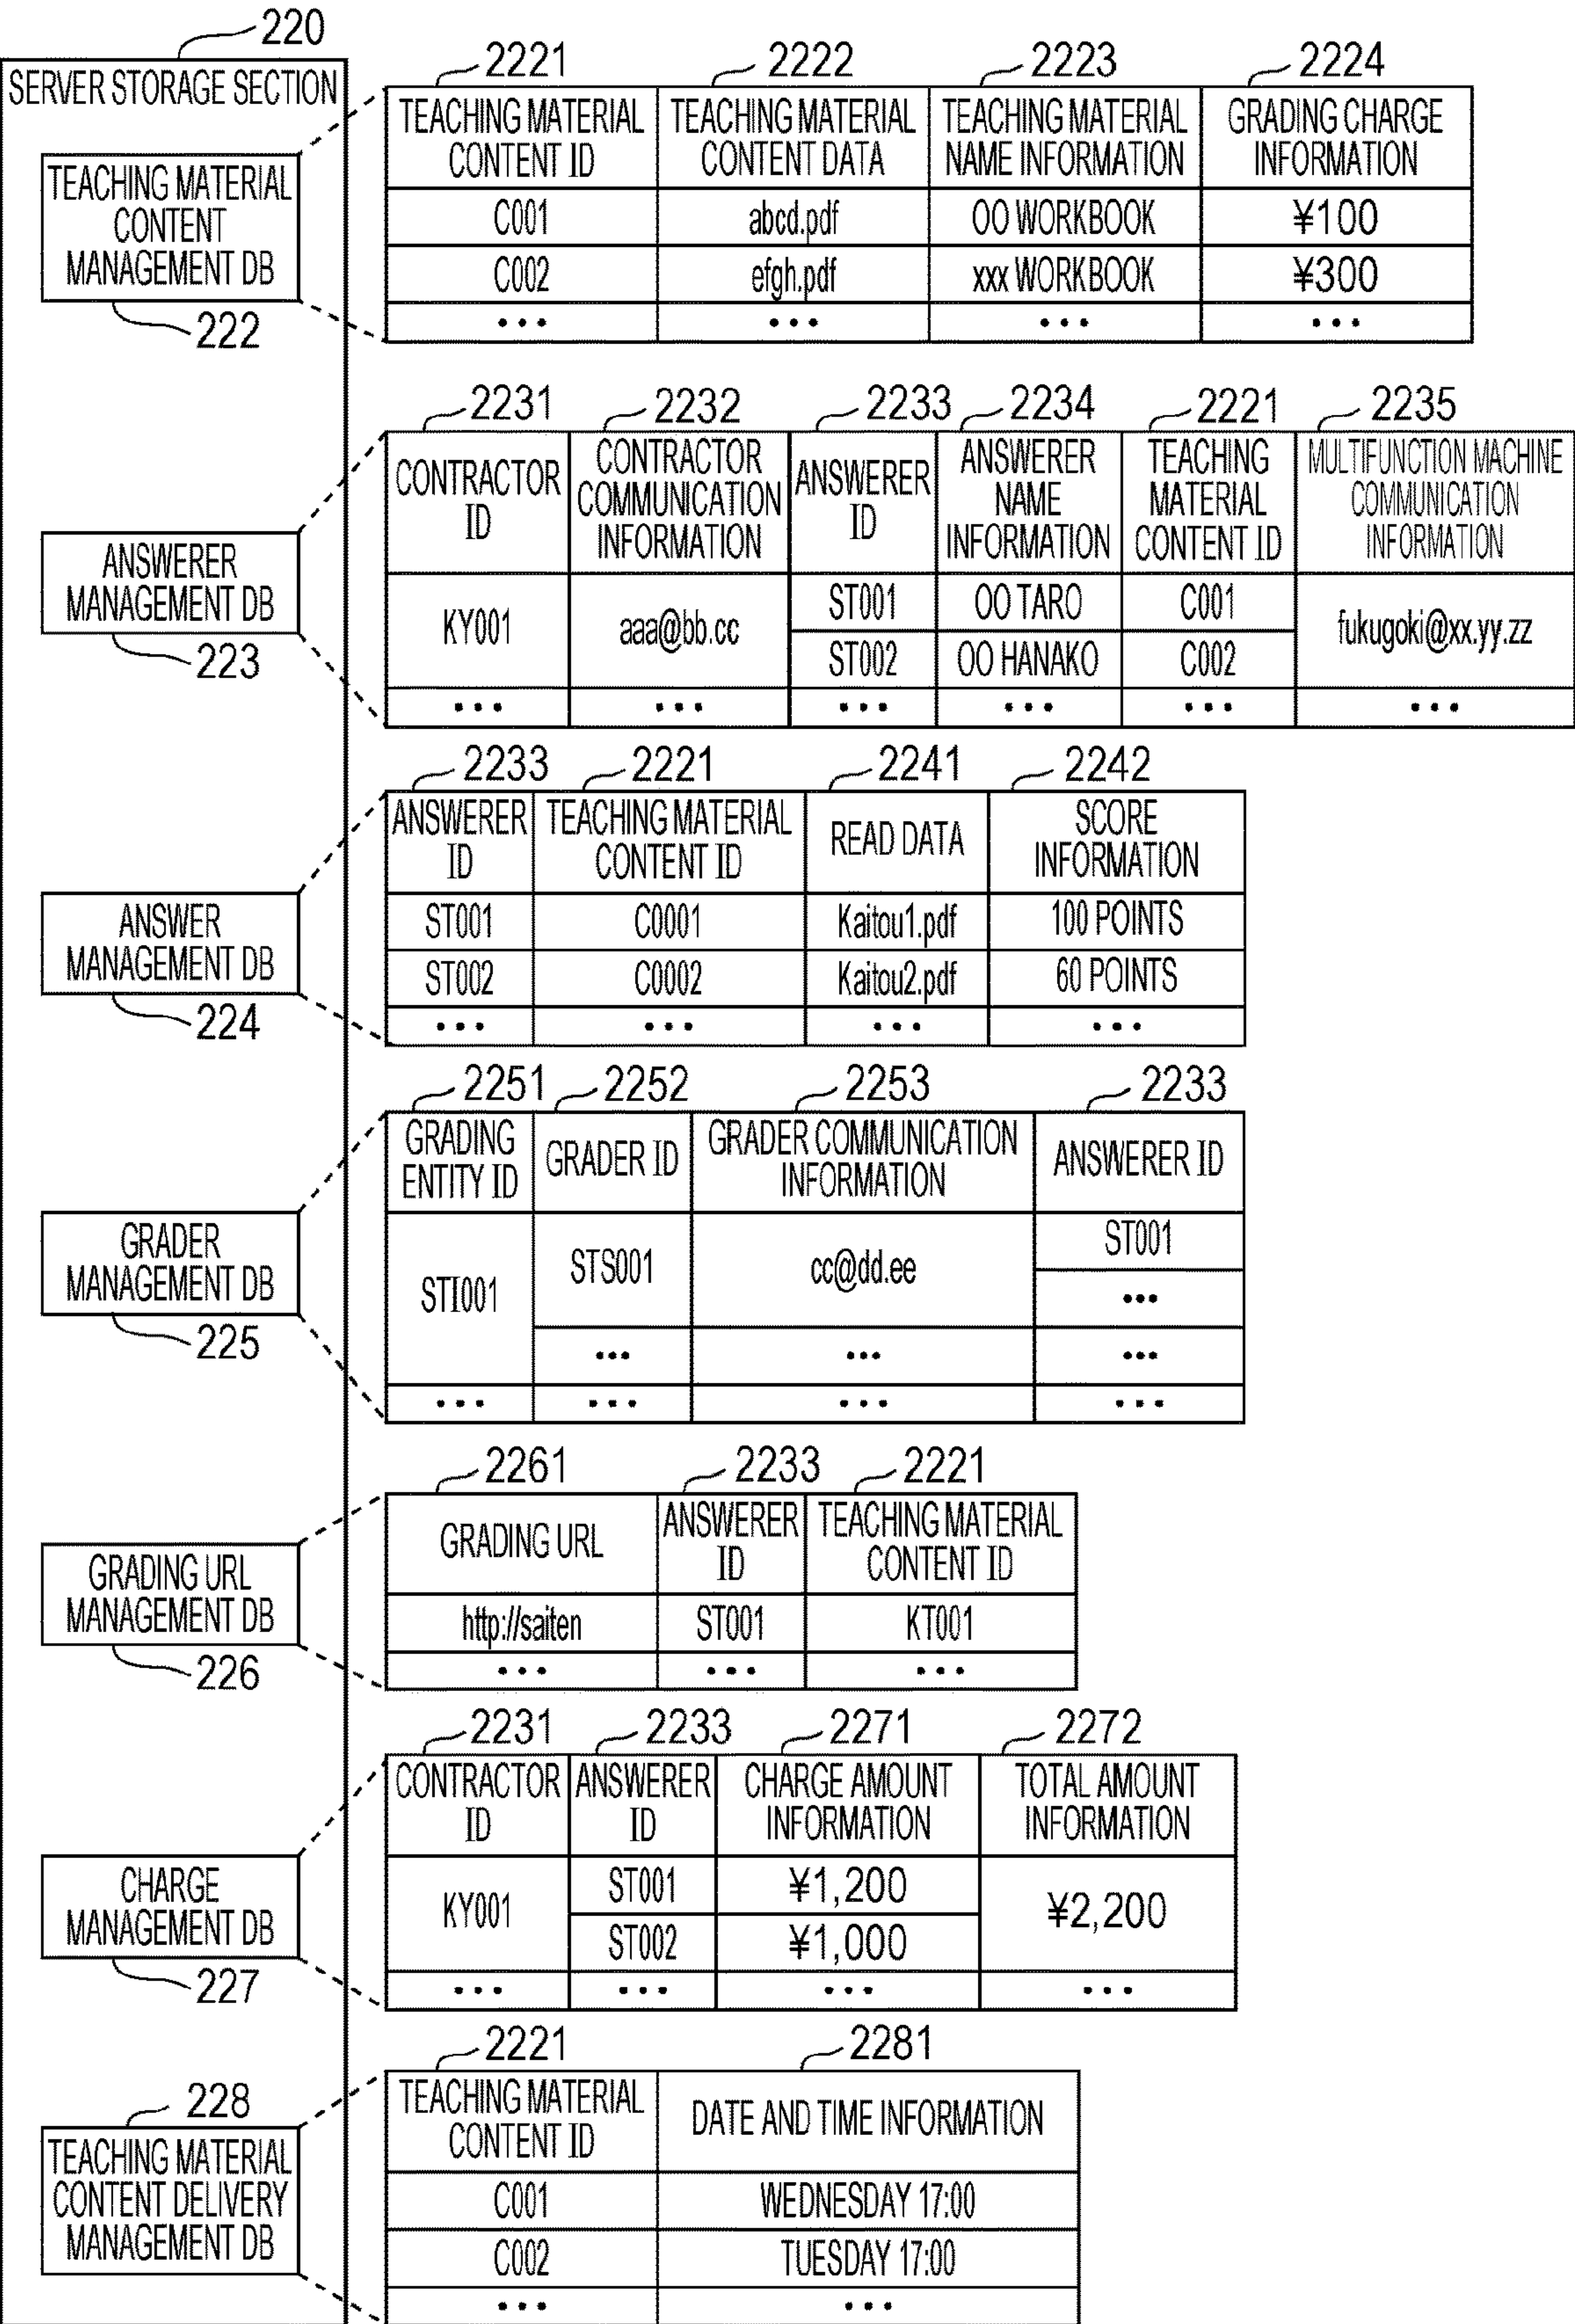 220
SERVER STORAGE SECTION
TEACHING MATERIAL
CONTENT
MANAGEMENT DB
222
2221 2222 2223 2224
TEACHING MATERIAL CONTENT ID
TEACHING MATERIAL CONTENT DATA
TEACHING MATERIAL NAME INFORMATION
GRADING CHARGE INFORMATION
C001 abcd.pdf OO WORKBOOK ¥100
C002 efgh.pdf xxx WORKBOOK ¥300
••• ••• ••• •••
ANSWERER
MANAGEMENT DB
223
2231 2232 2233 2234 2221 2235
CONTRACTOR ID
CONTRACTOR COMMUNICATION INFORMATION
ANSWERER ID
ANSWERER NAME INFORMATION
TEACHING MATERIAL CONTENT ID
MULTIFUNCTION MACHINE COMMUNICATION INFORMATION
KY001 aaa@bb.cc ST001 OO TARO C001 fukugoki@xx.yy.zz
ST002 OO HANAKO C002
••• ••• ••• ••• ••• •••
ANSWER
MANAGEMENT DB
224
2233 2221 2241 2242
ANSWERER ID
TEACHING MATERIAL CONTENT ID
READ DATA
SCORE INFORMATION
ST001 C0001 Kaitou1.pdf 100 POINTS
ST002 C0002 Kaitou2.pdf 60 POINTS
••• ••• ••• •••
GRADER
MANAGEMENT DB
225
2251 2252 2253 2233
GRADING ENTITY ID
GRADER ID
GRADER COMMUNICATION INFORMATION
ANSWERER ID
STI001 STS001 cc@dd.ee ST001
•••
••• ••• •••
••• ••• ••• •••
GRADING URL
MANAGEMENT DB
226
2261 2233 2221
GRADING URL
ANSWERER ID
TEACHING MATERIAL CONTENT ID
http://saiten ST001 KT001
••• ••• •••
CHARGE
MANAGEMENT DB
227
2231 2233 2271 2272
CONTRACTOR ID
ANSWERER ID
CHARGE AMOUNT INFORMATION
TOTAL AMOUNT INFORMATION
KY001 ST001 ¥1,200 ¥2,200
ST002 ¥1,000
••• ••• ••• •••
228
TEACHING MATERIAL
CONTENT DELIVERY
MANAGEMENT DB
2221 2281
TEACHING MATERIAL CONTENT ID
DATE AND TIME INFORMATION
C001 WEDNESDAY 17:00
C002 TUESDAY 17:00
••• •••